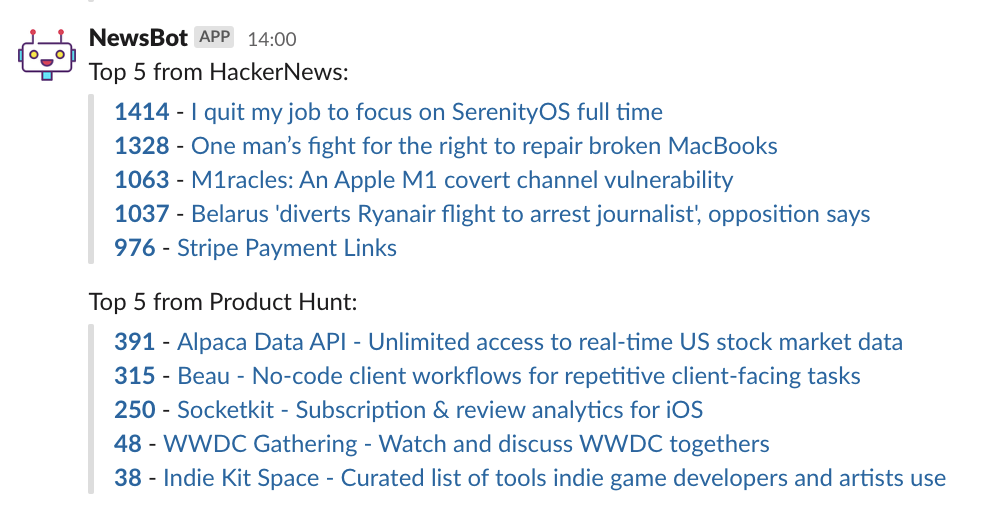 NewsBot APP 14:00
Top 5 from HackerNews:
1414 - I quit my job to focus on SerenityOS full time
1328 - One man’s fight for the right to repair broken MacBooks
1063 - M1racles: An Apple M1 covert channel vulnerability
1037 - Belarus 'diverts Ryanair flight to arrest journalist', opposition says
976 - Stripe Payment Links
Top 5 from Product Hunt:
391 - Alpaca Data API - Unlimited access to real-time US stock market data
315 - Beau - No-code client workflows for repetitive client-facing tasks
250 - Socketkit - Subscription & review analytics for iOS
48 - WWDC Gathering - Watch and discuss WWDC togethers
38 - Indie Kit Space - Curated list of tools indie game developers and artists use